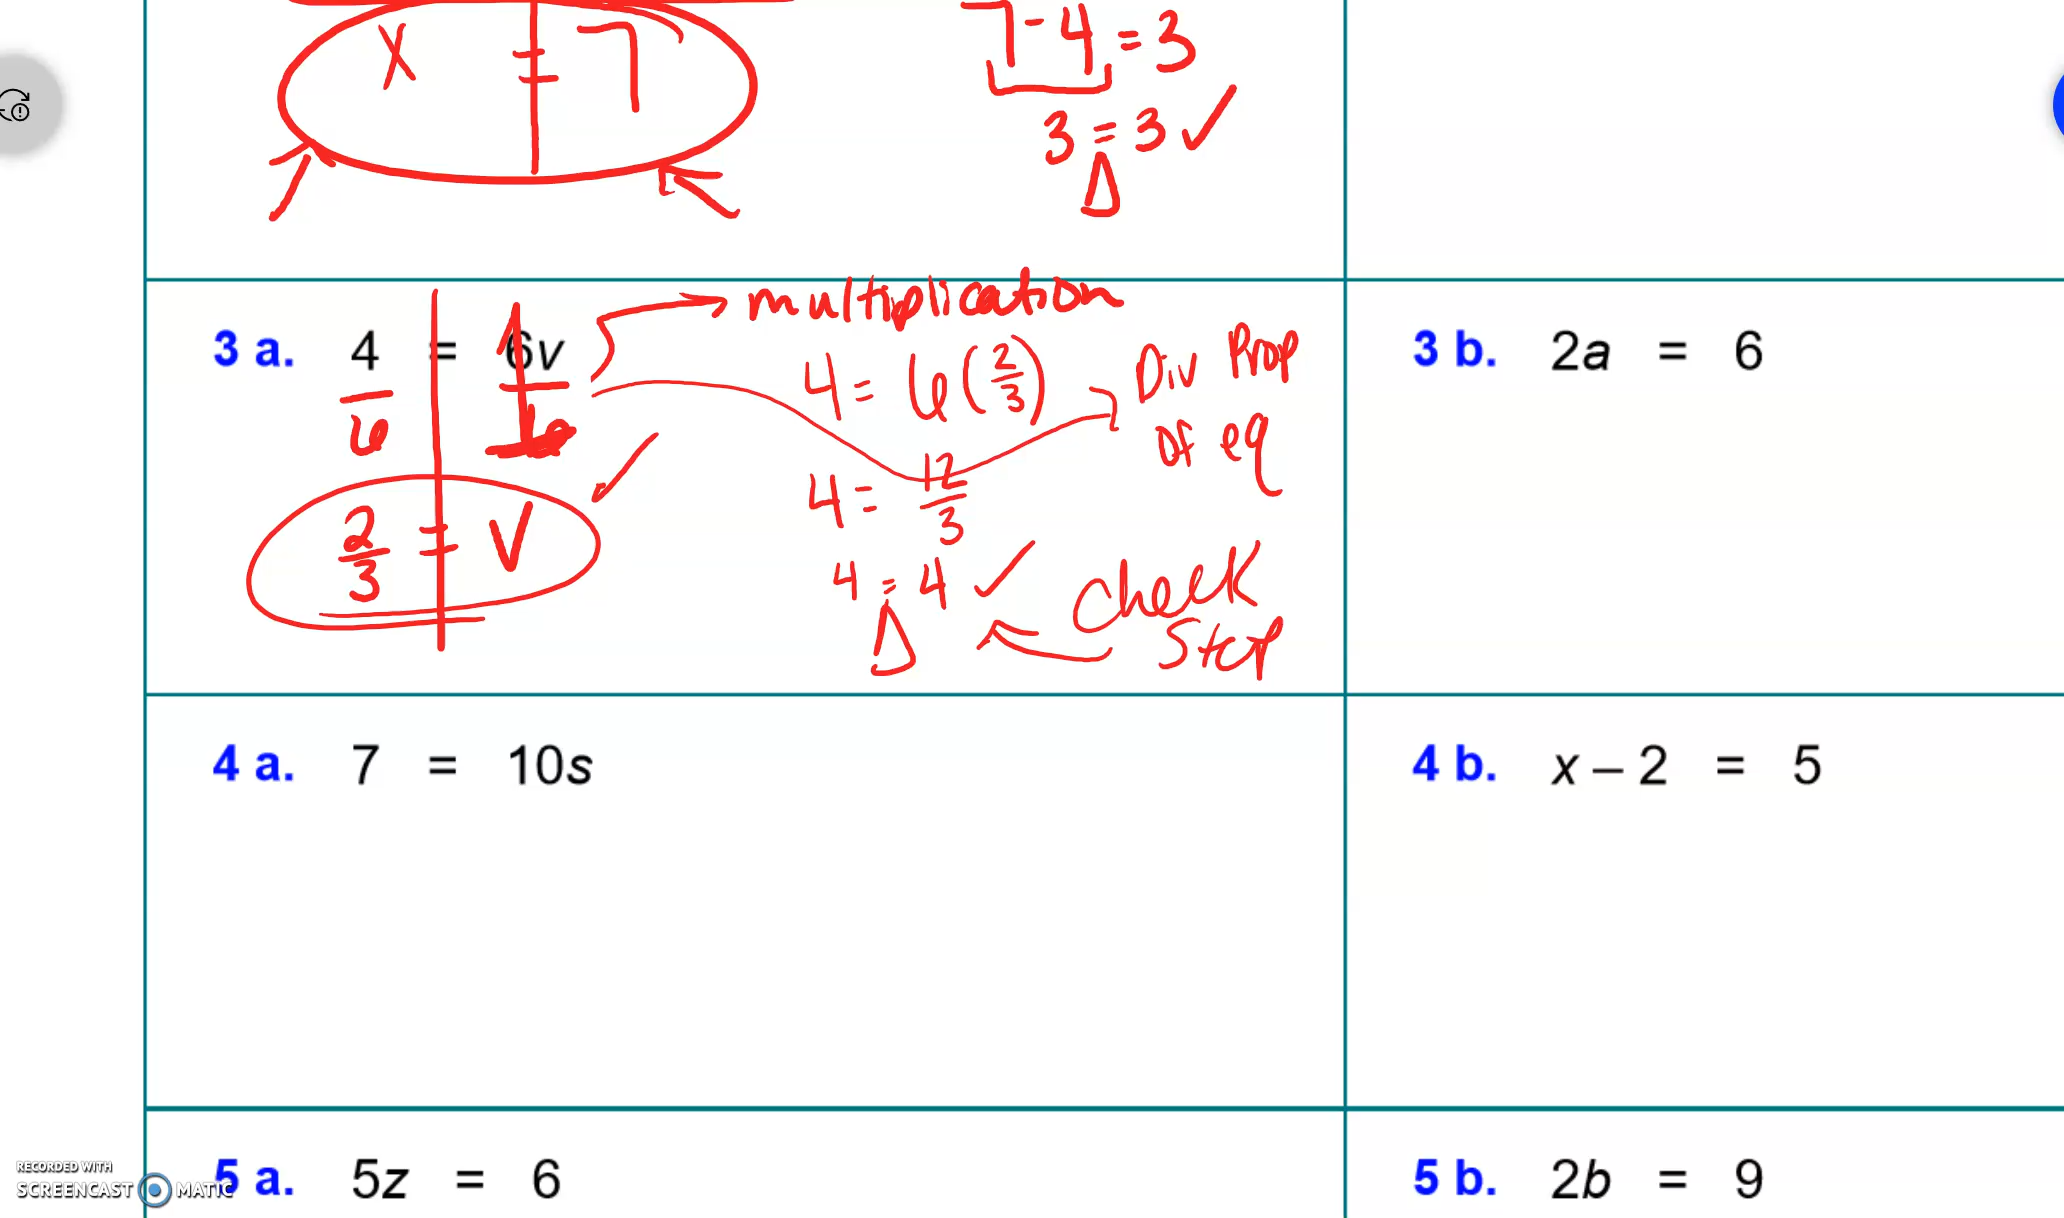 x = 7
7 - 4 = 3
3 = 3 ✓
Δ
multiplication
3 a. 4 = 6v
6 6
4 = 6(2/3)
Div Prop
of eq
2/3 = v
4 = 12/3
4 = 4 ✓
Δ
check
step
3 b. 2a = 6
4 a. 7 = 10s
4 b. x – 2 = 5
5 a. 5z = 6
5 b. 2b = 9
RECORDED WITH
SCREENCAST MATIC